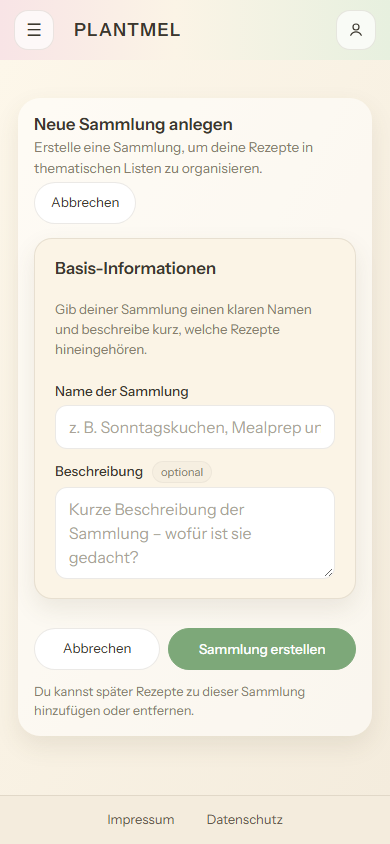 PLANTMEL
Neue Sammlung anlegen
Erstelle eine Sammlung, um deine Rezepte in
thematischen Listen zu organisieren.
Abbrechen
Basis-Informationen
Gib deiner Sammlung einen klaren Namen
und beschreibe kurz, welche Rezepte
hineingehören.
Name der Sammlung
z. B. Sonntagskuchen, Mealprep ur
Beschreibung optional
Kurze Beschreibung der
Sammlung – wofür ist sie
gedacht?
Abbrechen Sammlung erstellen
Du kannst später Rezepte zu dieser Sammlung
hinzufügen oder entfernen.
Impressum Datenschutz